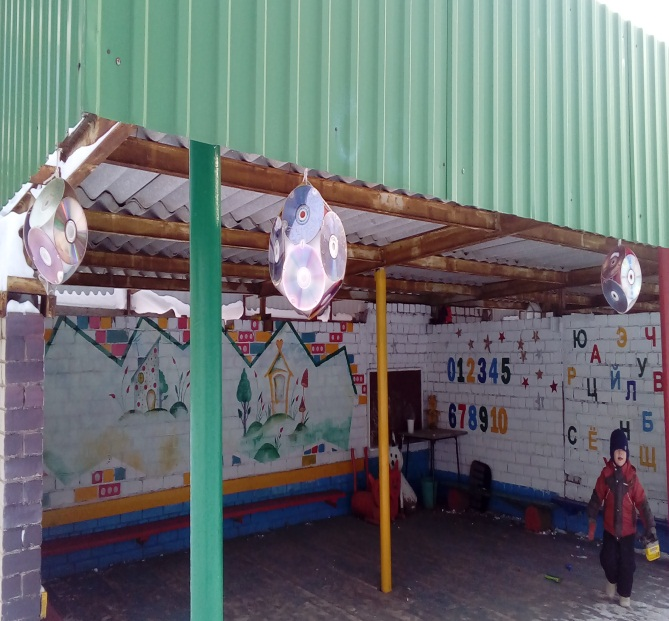 012345
678910
Ю Э Ч
А У
Р Ц Й Л В
С Ё Н Ь
Щ